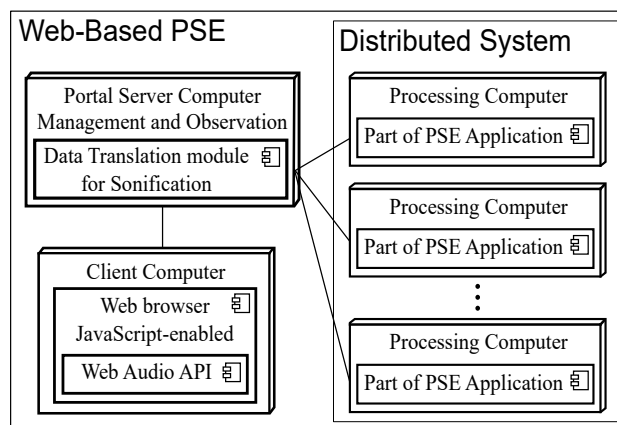 Web-Based PSE
Portal Server Computer
Management and Observation
Data Translation module
for Sonification
Client Computer
Web browser
JavaScript-enabled
Web Audio API
Distributed System
Processing Computer
Part of PSE Application
Processing Computer
Part of PSE Application
Processing Computer
Part of PSE Application